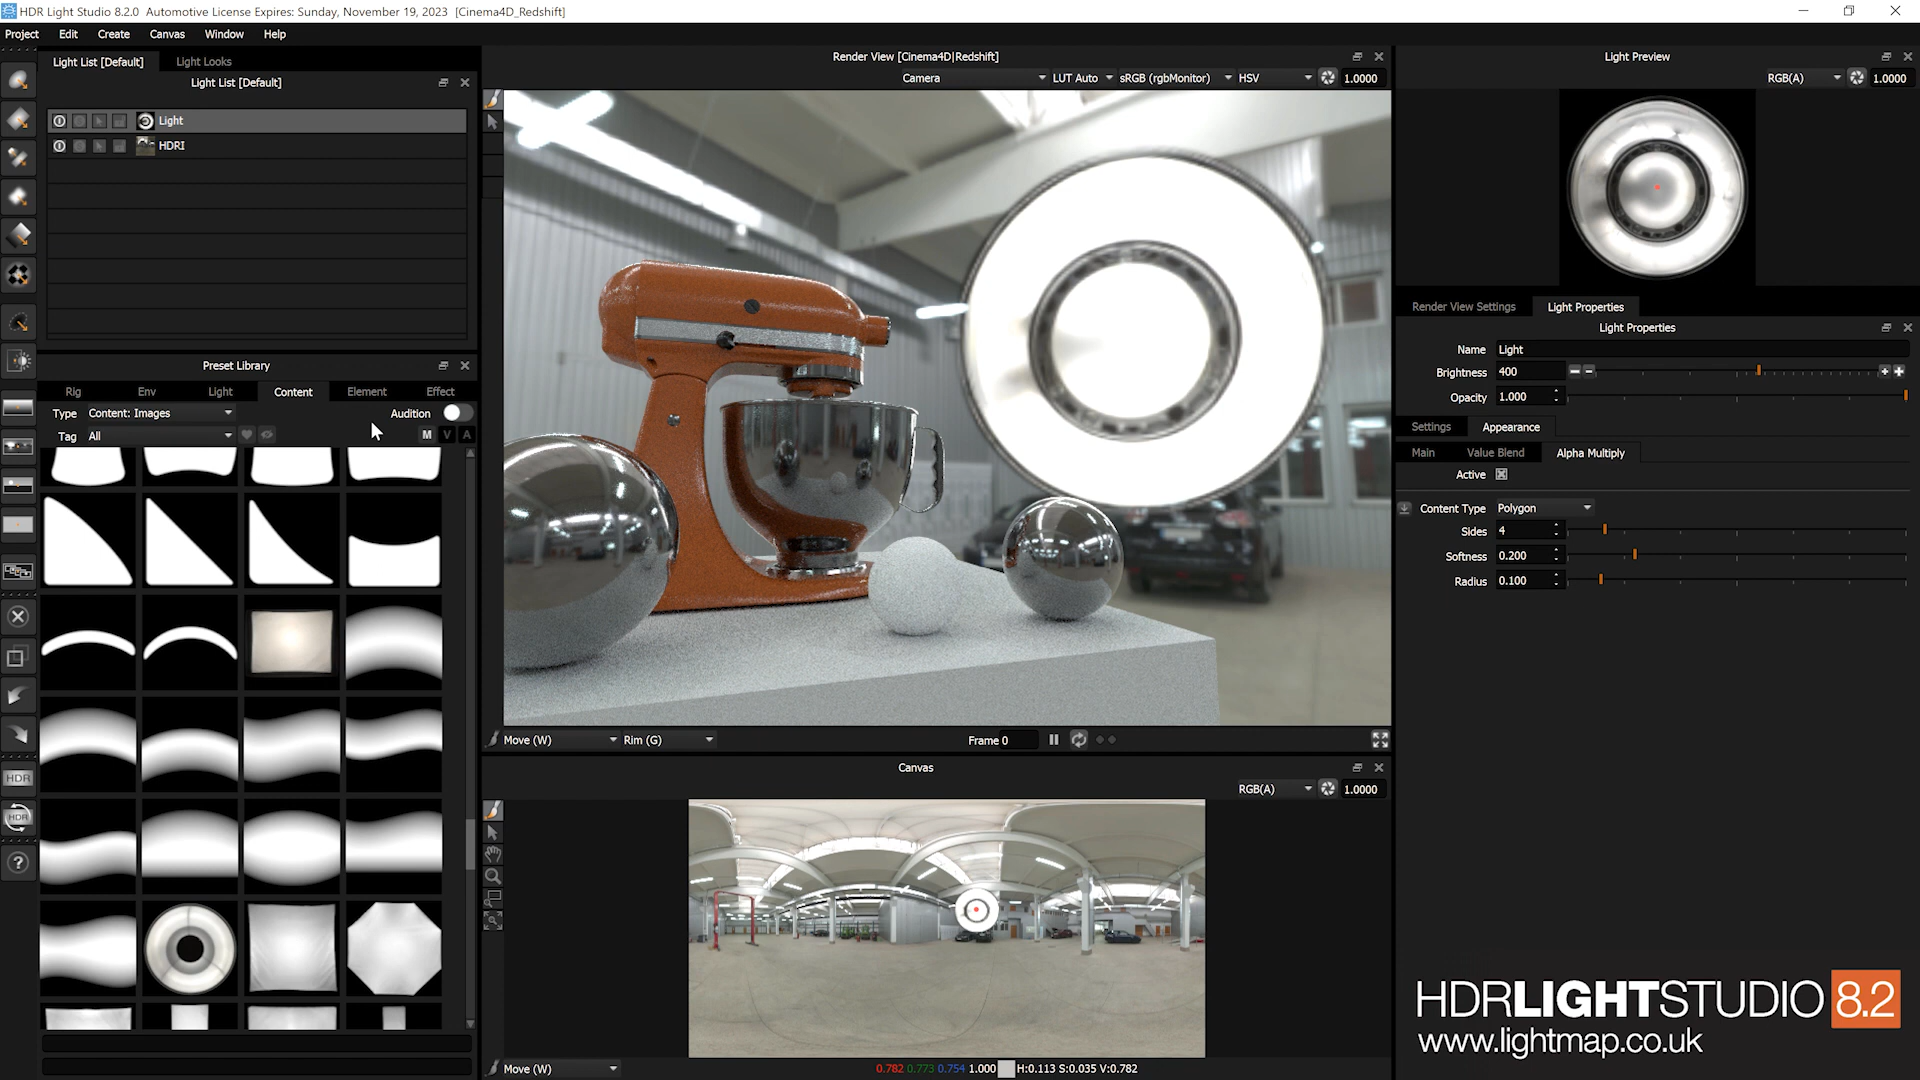 HDR Light Studio 8.2.0  Automotive License Expires: Sunday, November 19, 2023  [Cinema4D_Redshift]
Project Edit Create Canvas Window Help
Light List [Default] Light Looks
Light List [Default]
Light
HDRI
Preset Library
Rig Env Light Content Element Effect
Type Content: Images Audition
Tag All M V A
HDR
HDR
?
Render View [Cinema4D|Redshift]
Camera LUT Auto sRGB (rgbMonitor) HSV 1.0000
Move (W) Rim (G) Frame 0
Canvas
RGB(A) 1.0000
Move (W) 0.782 0.773 0.754 1.000 H:0.113 S:0.035 V:0.782
Light Preview
RGB(A) 1.0000
Render View Settings Light Properties
Light Properties
Name Light
Brightness 400
Opacity 1.000
Settings Appearance
Main Value Blend Alpha Multiply
Active
Content Type Polygon
Sides 4
Softness 0.200
Radius 0.100
HDRLIGHTSTUDIO 8.2
www.lightmap.co.uk